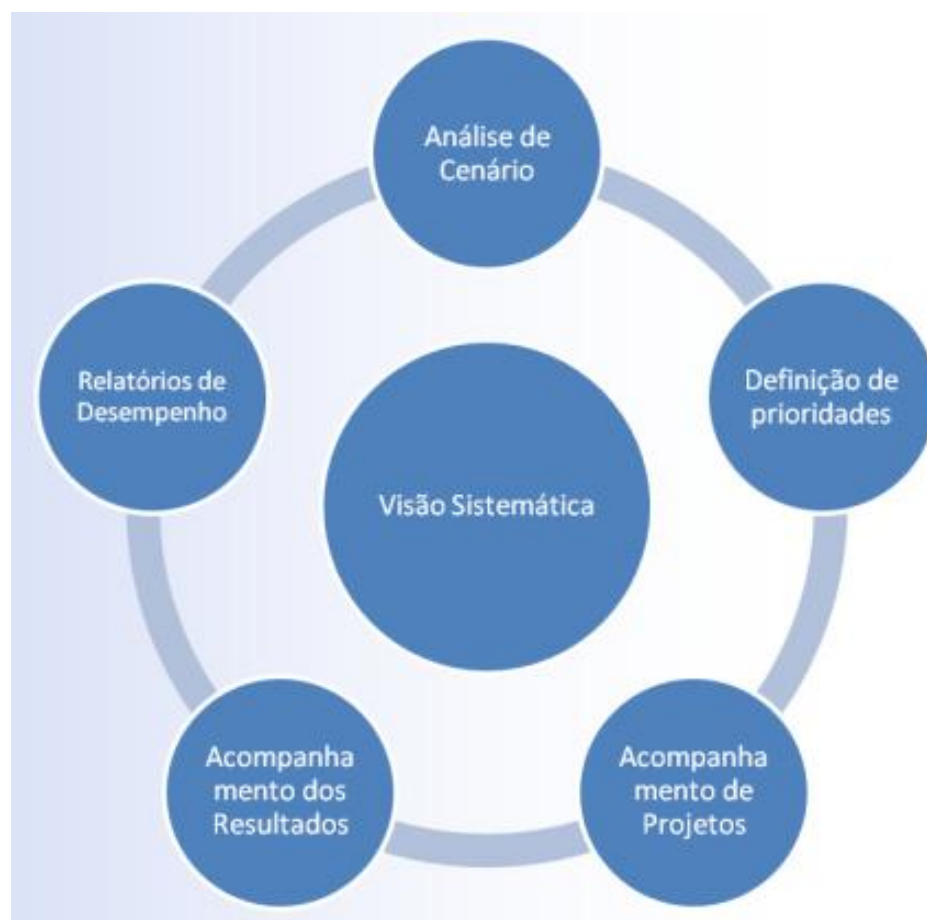 Análise de
Cenário
Relatórios de
Desempenho
Definição de
prioridades
Visão Sistemática
Acompanha
mento dos
Resultados
Acompanha
mento de
Projetos